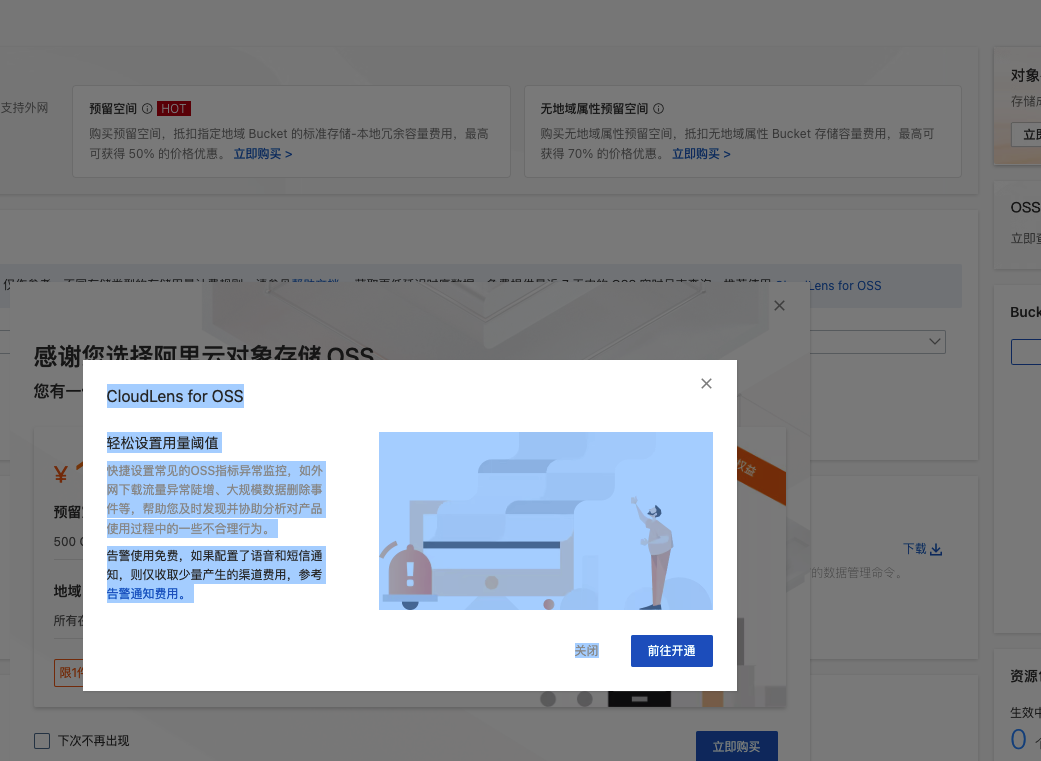 对象
支持外网
预留空间 HOT
购买预留空间，抵扣指定地域 Bucket 的标准存储-本地冗余容量费用，最高
可获得 50% 的价格优惠。 立即购买 >
无地域属性预留空间
购买无地域属性预留空间，抵扣无地域属性 Bucket 存储容量费用，最高可
获得 70% 的价格优惠。 立即购买 >
OSS
CloudLens for OSS
感谢您选择阿里云对象存储 OSS
您有一
CloudLens for OSS
轻松设置用量阈值
快捷设置常见的OSS指标异常监控，如外
网下载流量异常陡增、大规模数据删除事
件等，帮助您及时发现并协助分析对产品
使用过程中的一些不合理行为。
告警使用免费，如果配置了语音和短信通
知，则仅收取少量产生的渠道费用，参考
告警通知费用。
关闭
前往开通
权益
¥
预留
500
地域
所有在
限1件
下载
的数据管理命令。
生效中
0 个
下次不再出现
立即购买